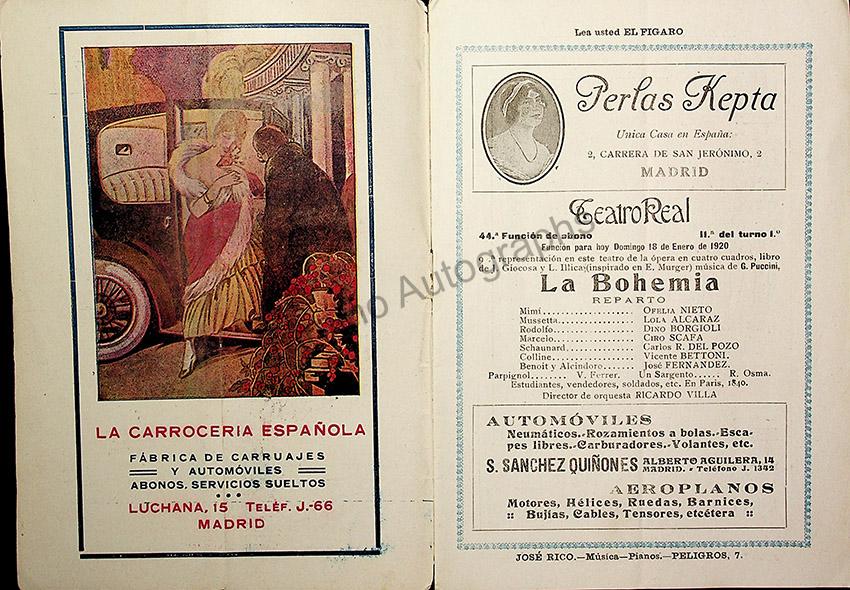 LA CARROCERIA ESPAÑOLA
FÁBRICA DE CARRUAJES
Y AUTOMÓVILES
ABONOS, SERVICIOS SUELTOS
LUCHANA, 15 TELÉF. J.-66
MADRID
Lea usted EL FIGARO
Perlas Kepta
Unica Casa en España:
2, CARRERA DE SAN JERÓNIMO, 2
MADRID
Teatro Real
44.ª Función de abono 11.ª del turno 1.º
Función para hoy Domingo 18 de Enero de 1920
representación en este teatro de la ópera en cuatro cuadros, libro
de J. Giocosa y L. Illica (inspirado en E. Murger) música de G. Puccini,
La Bohemia
REPARTO
Mimí.................... OFELIA NIETO
Mussetta................ LOLA ALCARAZ
Rodolfo................. DINO BORGIOLI
Marcelo................. CIRO SCAFA
Schaunard............... Carlos R. DEL POZO
Colline................. Vicente BETTONI.
Benoit y Alcindoro...... José FERNANDEZ.
Parpignol....... V. Ferrer. Un Sargento...... R. Osma.
Estudiantes, vendedores, soldados, etc. En París, 1840.
Director de orquesta RICARDO VILLA
AUTOMÓVILES
Neumáticos.-Rozamientos a bolas.-Esca-
pes libres.-Carburadores.-Volantes, etc.
S. SANCHEZ QUIÑONES ALBERTO AGUILERA, 14
MADRID. - Teléfono J. 1342
AEROPLANOS
Motores, Hélices, Ruedas, Barnices,
:: Bujías, Cables, Tensores, etcétera ::
JOSÉ RICO.—Música—Pianos.—PELIGROS, 7.
no Autographs